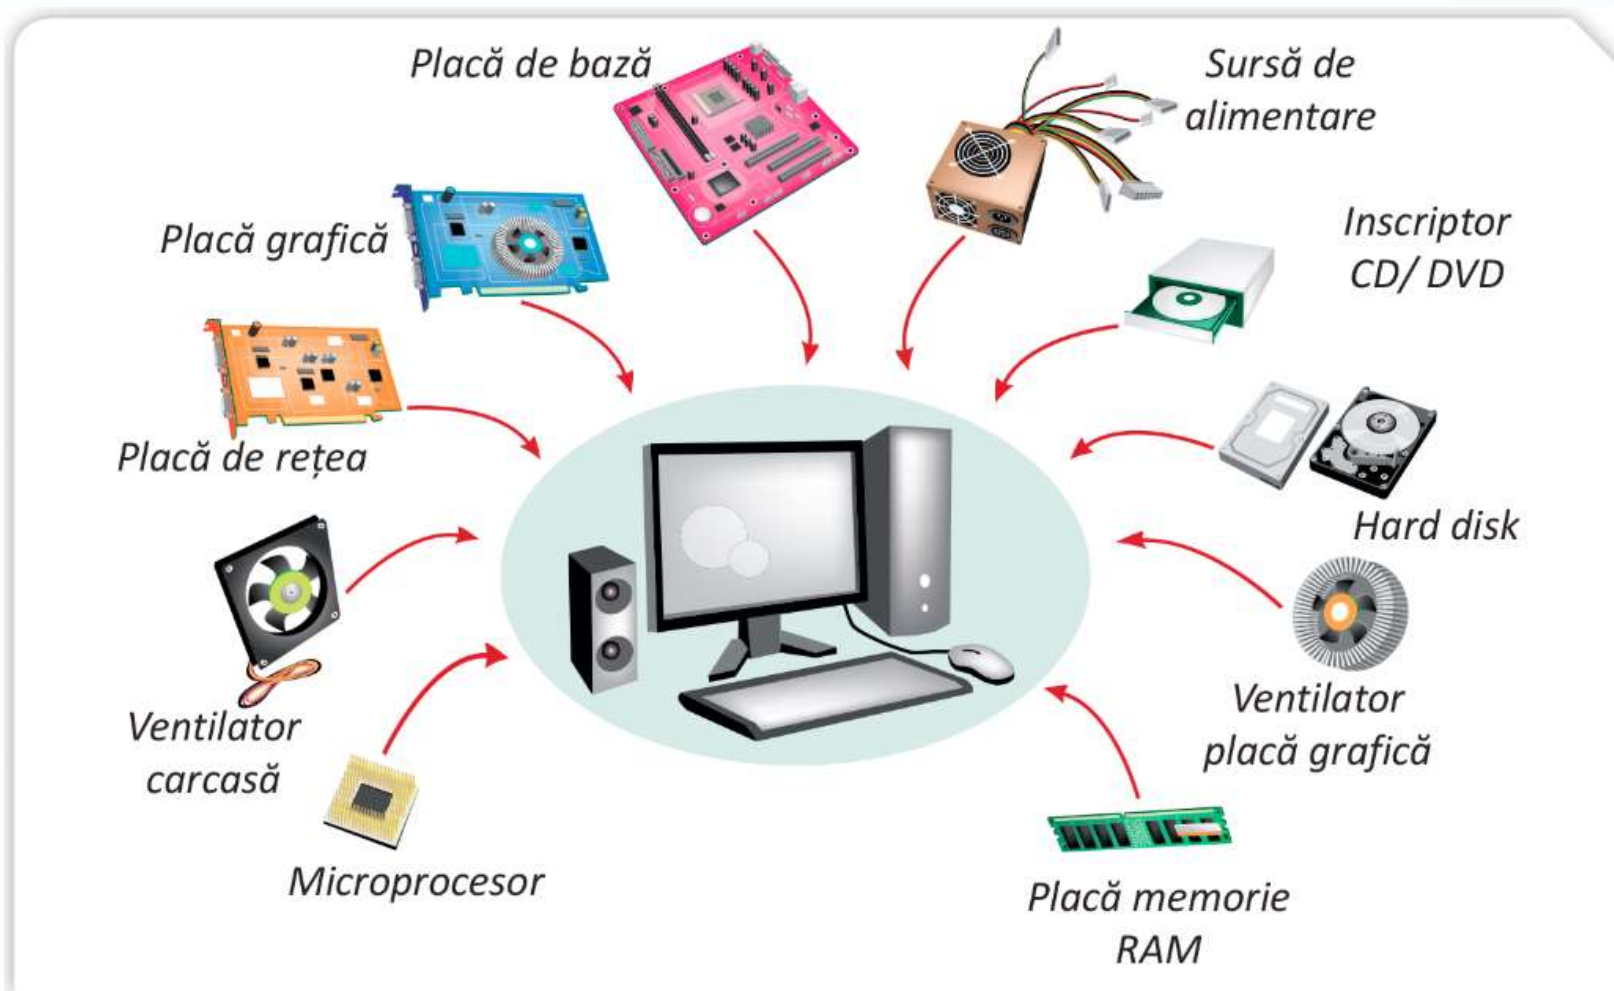 Placă de bază
Sursă de
alimentare
Placă grafică
Inscriptor
CD/ DVD
Placă de rețea
Hard disk
Ventilator
carcasă
Ventilator
placă grafică
Microprocesor
Placă memorie
RAM